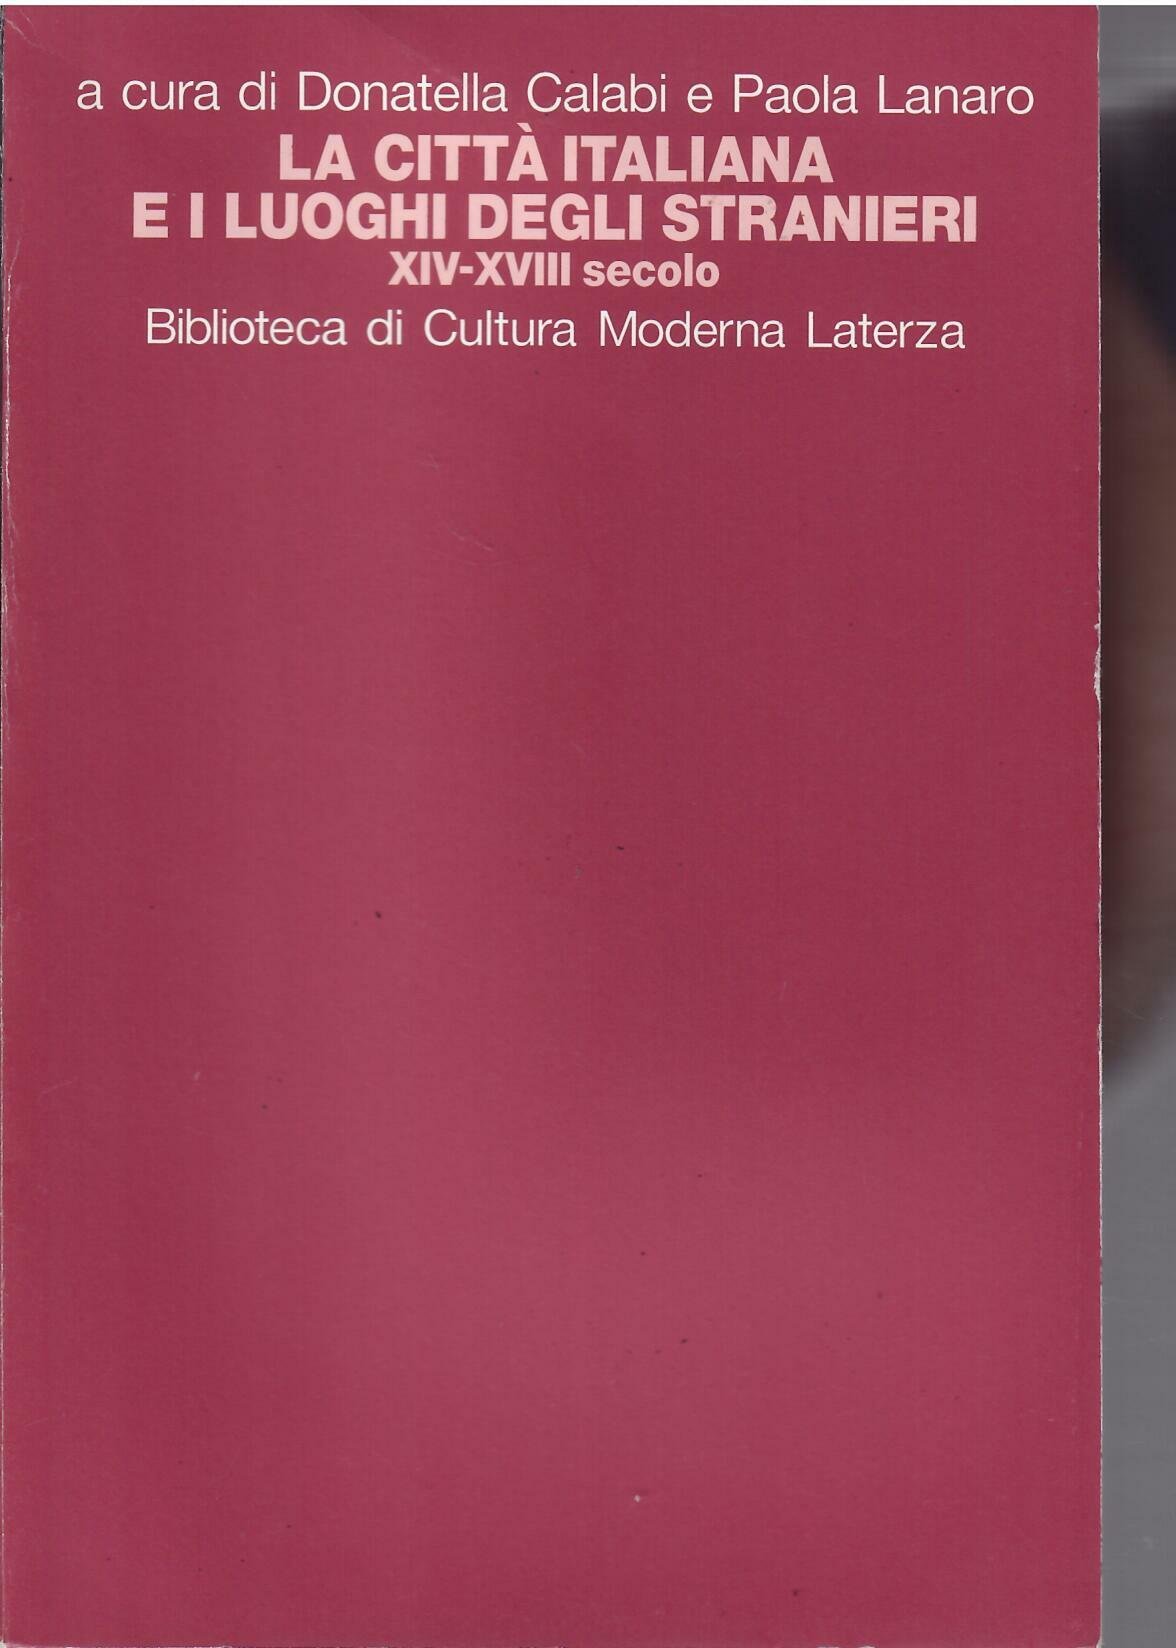 a cura di Donatella Calabi e Paola Lanaro
LA CITTÀ ITALIANA
E I LUOGHI DEGLI STRANIERI
XIV-XVIII secolo
Biblioteca di Cultura Moderna Laterza